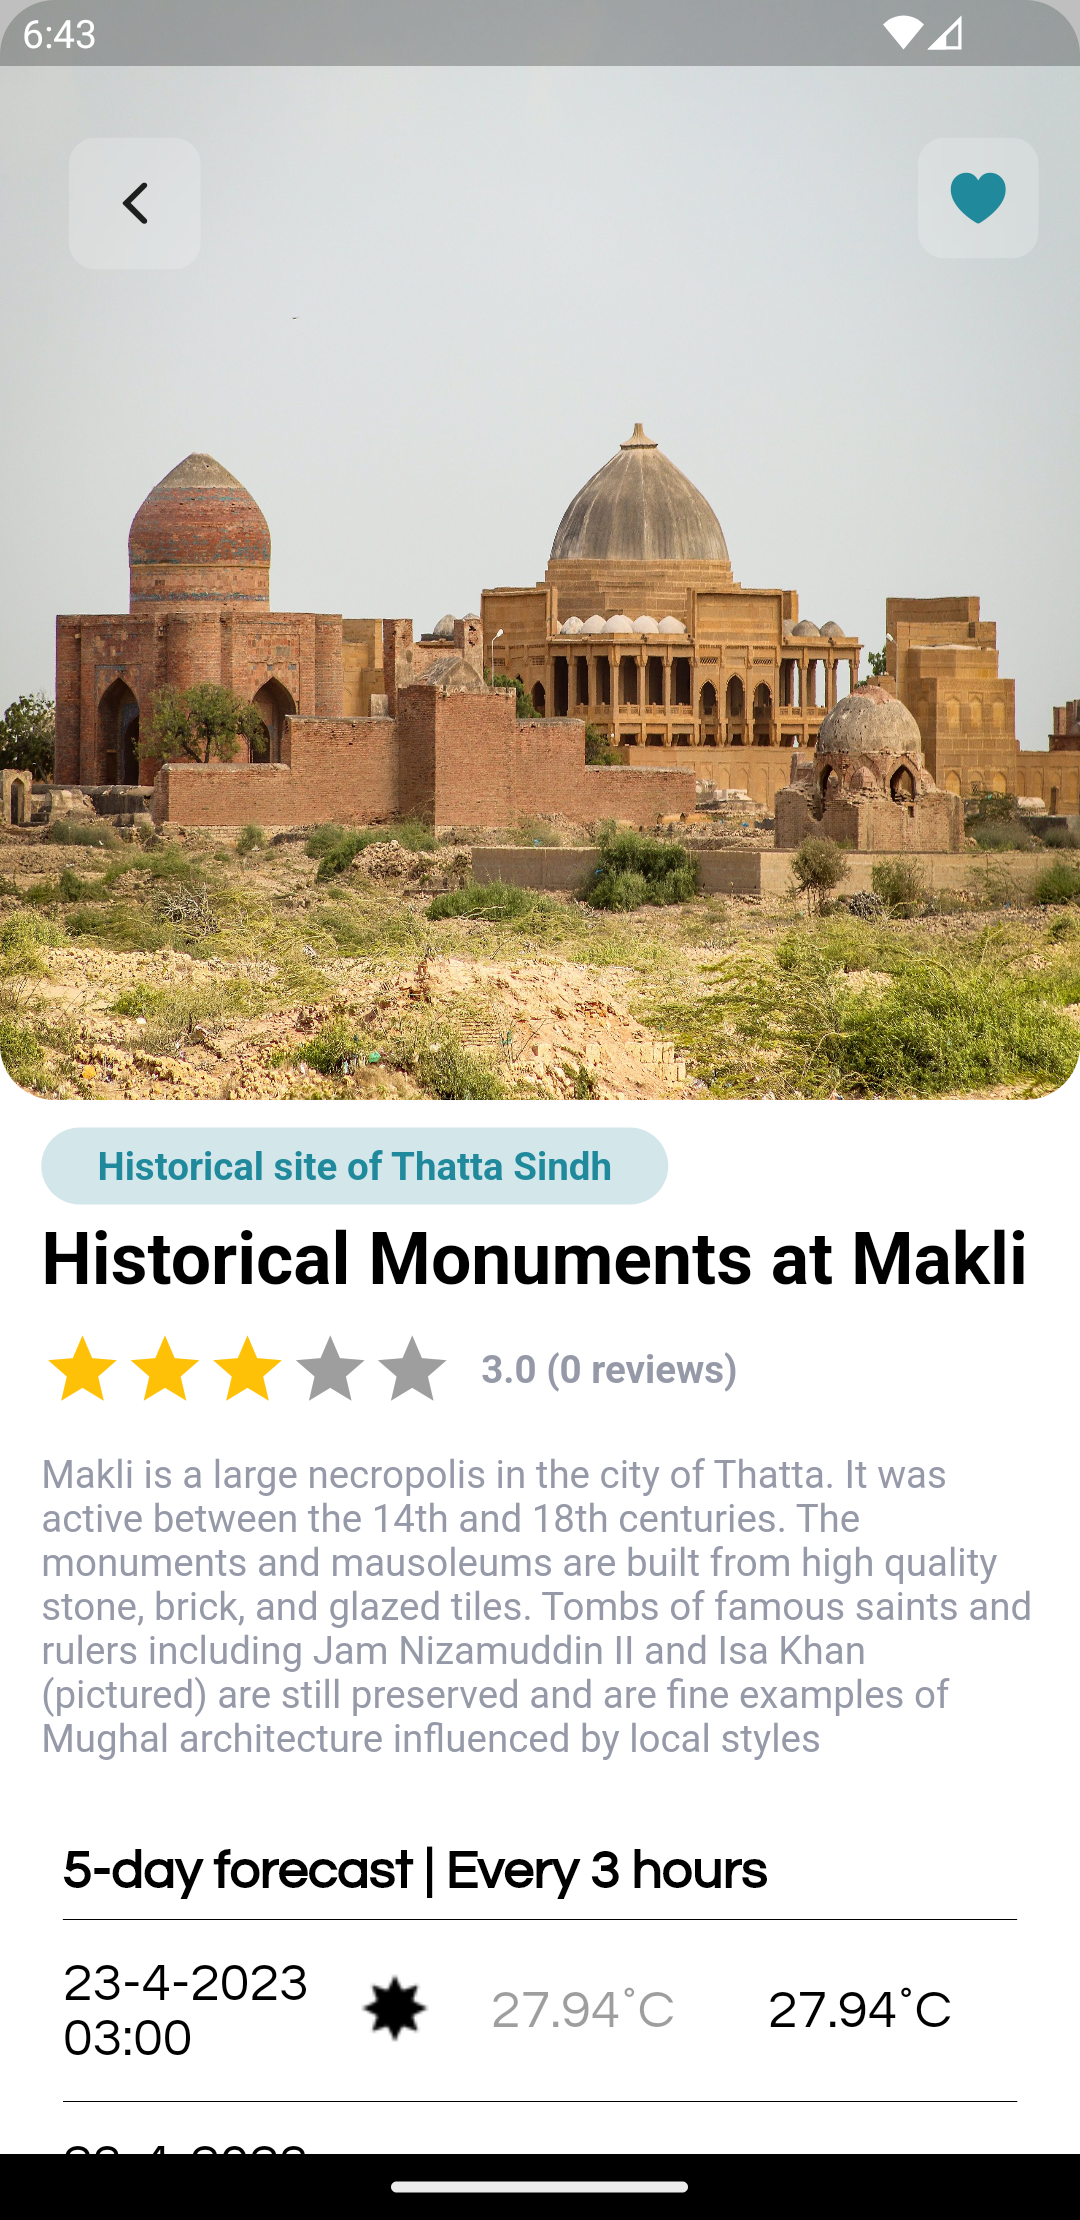 6:43
Historical site of Thatta Sindh
Historical Monuments at Makli
3.0 (0 reviews)
Makli is a large necropolis in the city of Thatta. It was
active between the 14th and 18th centuries. The
monuments and mausoleums are built from high quality
stone, brick, and glazed tiles. Tombs of famous saints and
rulers including Jam Nizamuddin II and Isa Khan
(pictured) are still preserved and are fine examples of
Mughal architecture influenced by local styles
5-day forecast | Every 3 hours
23-4-2023
03:00
27.94°C
27.94°C